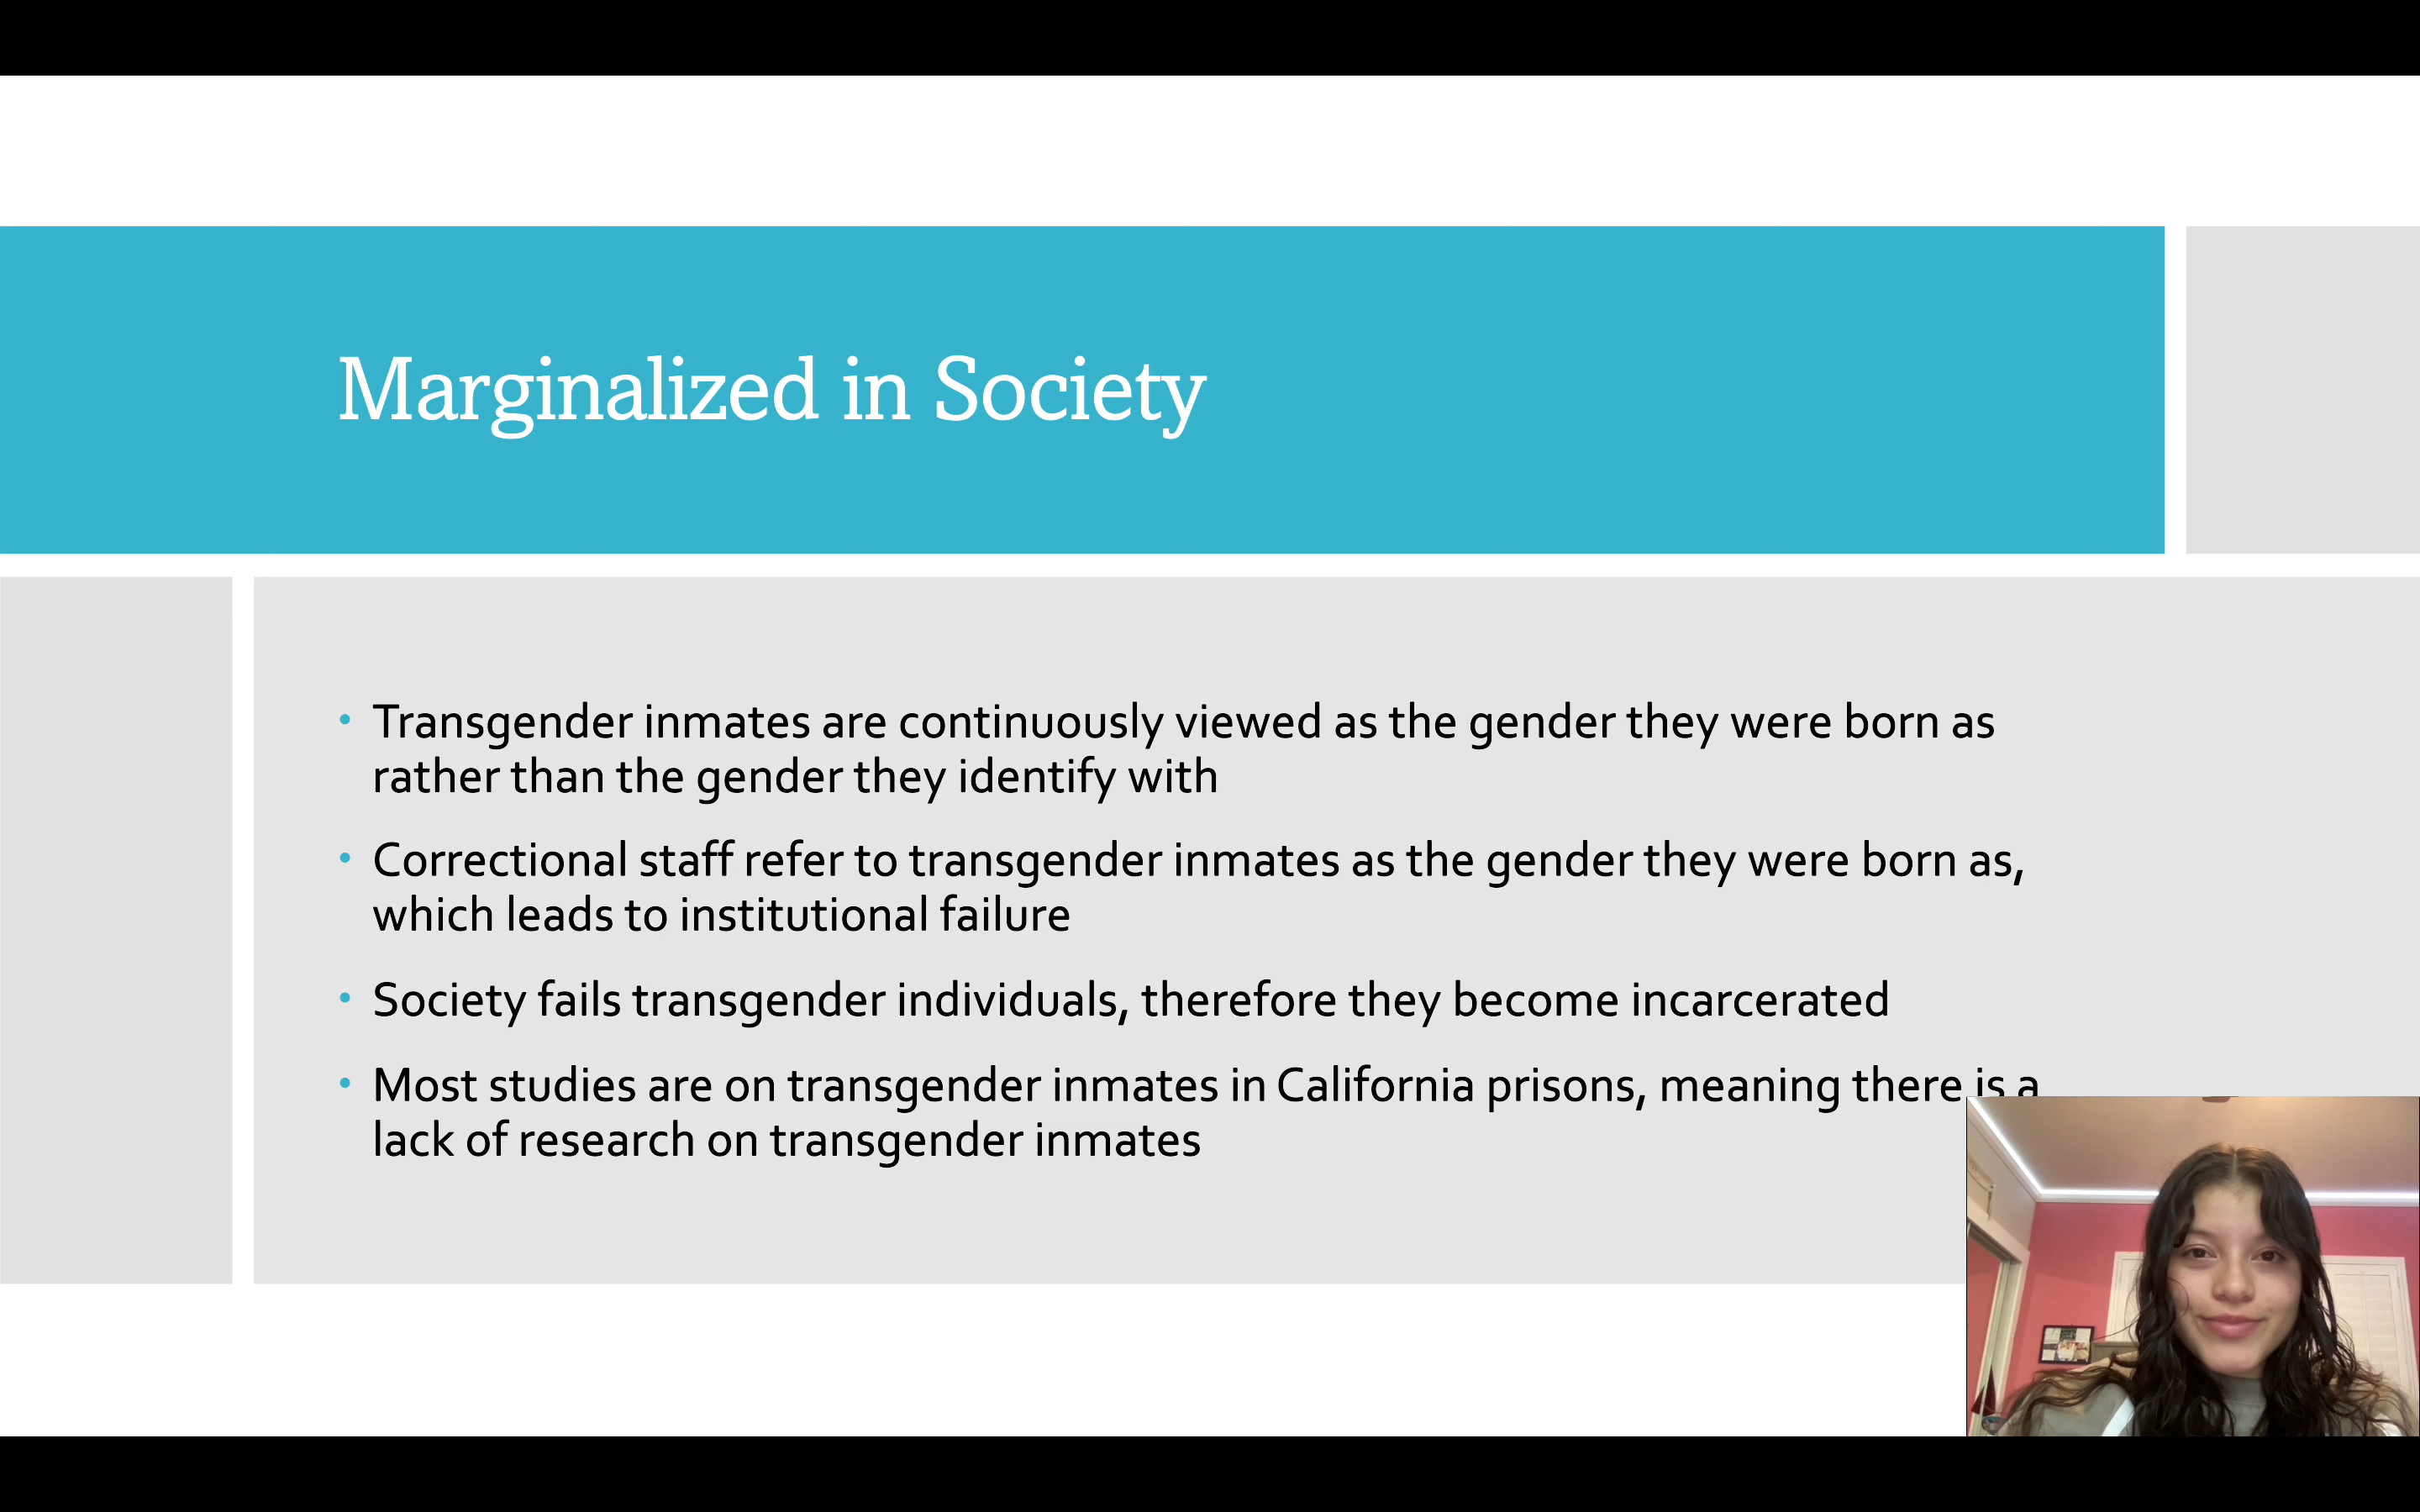 Marginalized in Society
• Transgender inmates are continuously viewed as the gender they were born as
rather than the gender they identify with
• Correctional staff refer to transgender inmates as the gender they were born as,
which leads to institutional failure
• Society fails transgender individuals, therefore they become incarcerated
• Most studies are on transgender inmates in California prisons, meaning there is a
lack of research on transgender inmates